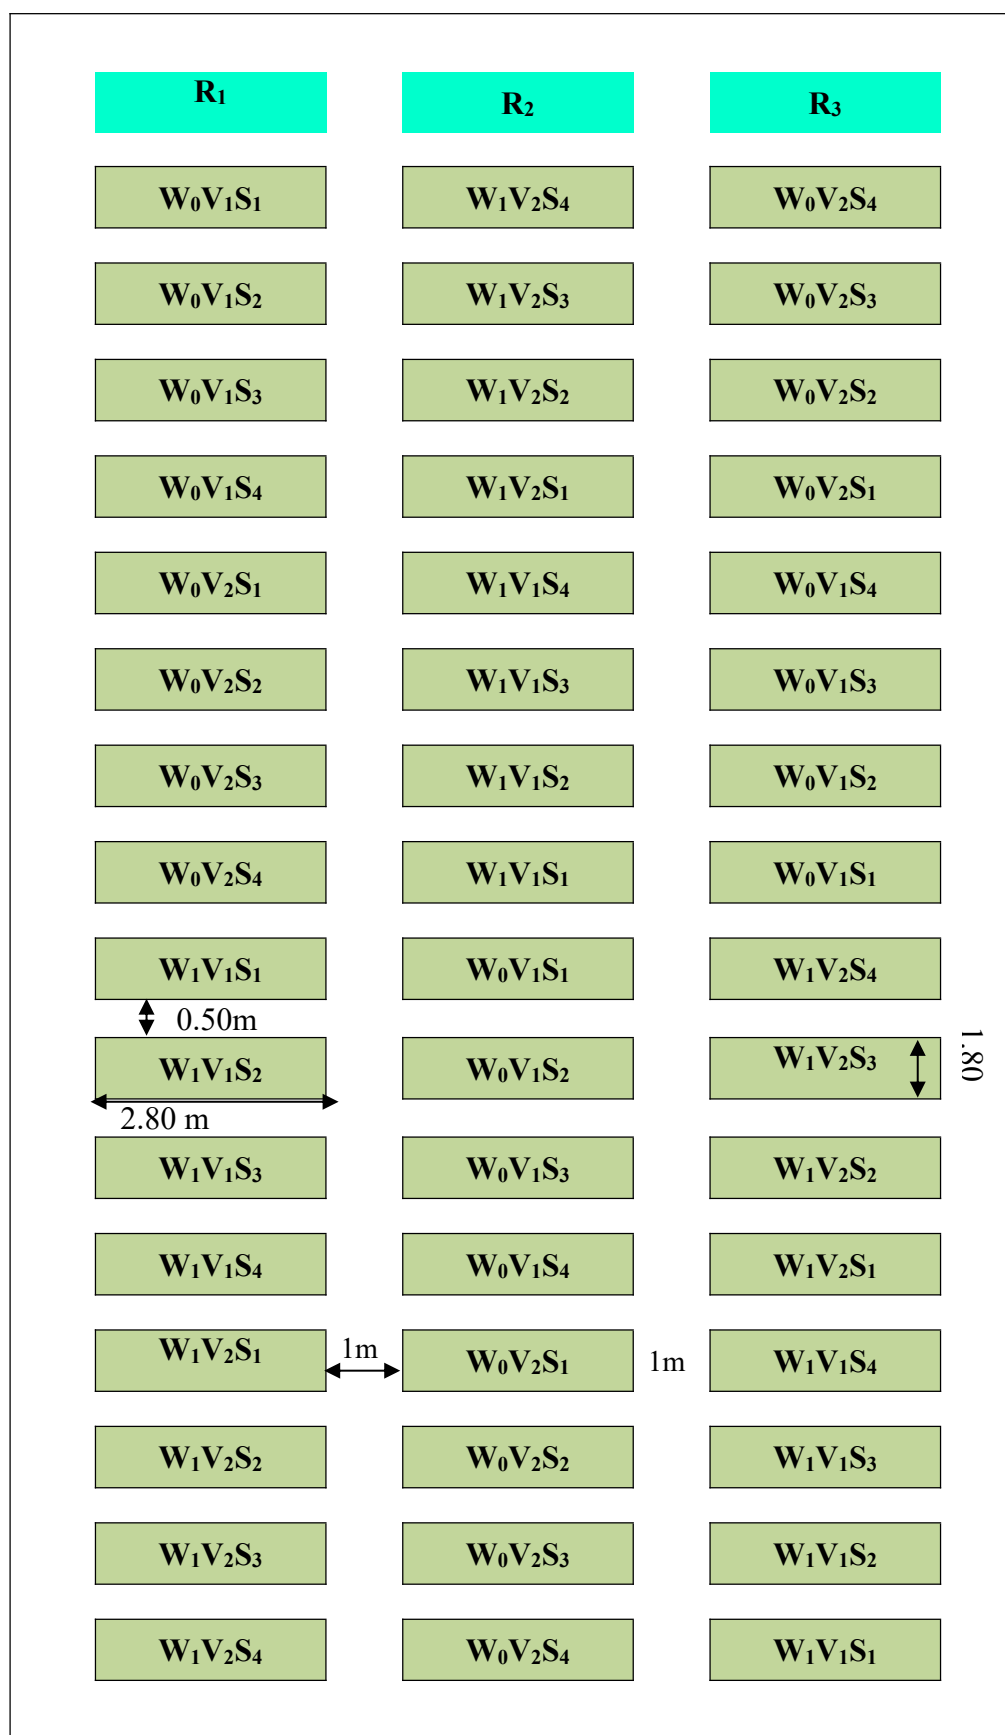 R₁ R₂ R₃
W₀V₁S₁ W₁V₂S₄ W₀V₂S₄
W₀V₁S₂ W₁V₂S₃ W₀V₂S₃
W₀V₁S₃ W₁V₂S₂ W₀V₂S₂
W₀V₁S₄ W₁V₂S₁ W₀V₂S₁
W₀V₂S₁ W₁V₁S₄ W₀V₁S₄
W₀V₂S₂ W₁V₁S₃ W₀V₁S₃
W₀V₂S₃ W₁V₁S₂ W₀V₁S₂
W₀V₂S₄ W₁V₁S₁ W₀V₁S₁
W₁V₁S₁ W₀V₁S₁ W₁V₂S₄
0.50m
W₁V₁S₂ W₀V₁S₂ W₁V₂S₃ 1.80
2.80 m
W₁V₁S₃ W₀V₁S₃ W₁V₂S₂
W₁V₁S₄ W₀V₁S₄ W₁V₂S₁
W₁V₂S₁ 1m W₀V₂S₁ 1m W₁V₁S₄
W₁V₂S₂ W₀V₂S₂ W₁V₁S₃
W₁V₂S₃ W₀V₂S₃ W₁V₁S₂
W₁V₂S₄ W₀V₂S₄ W₁V₁S₁